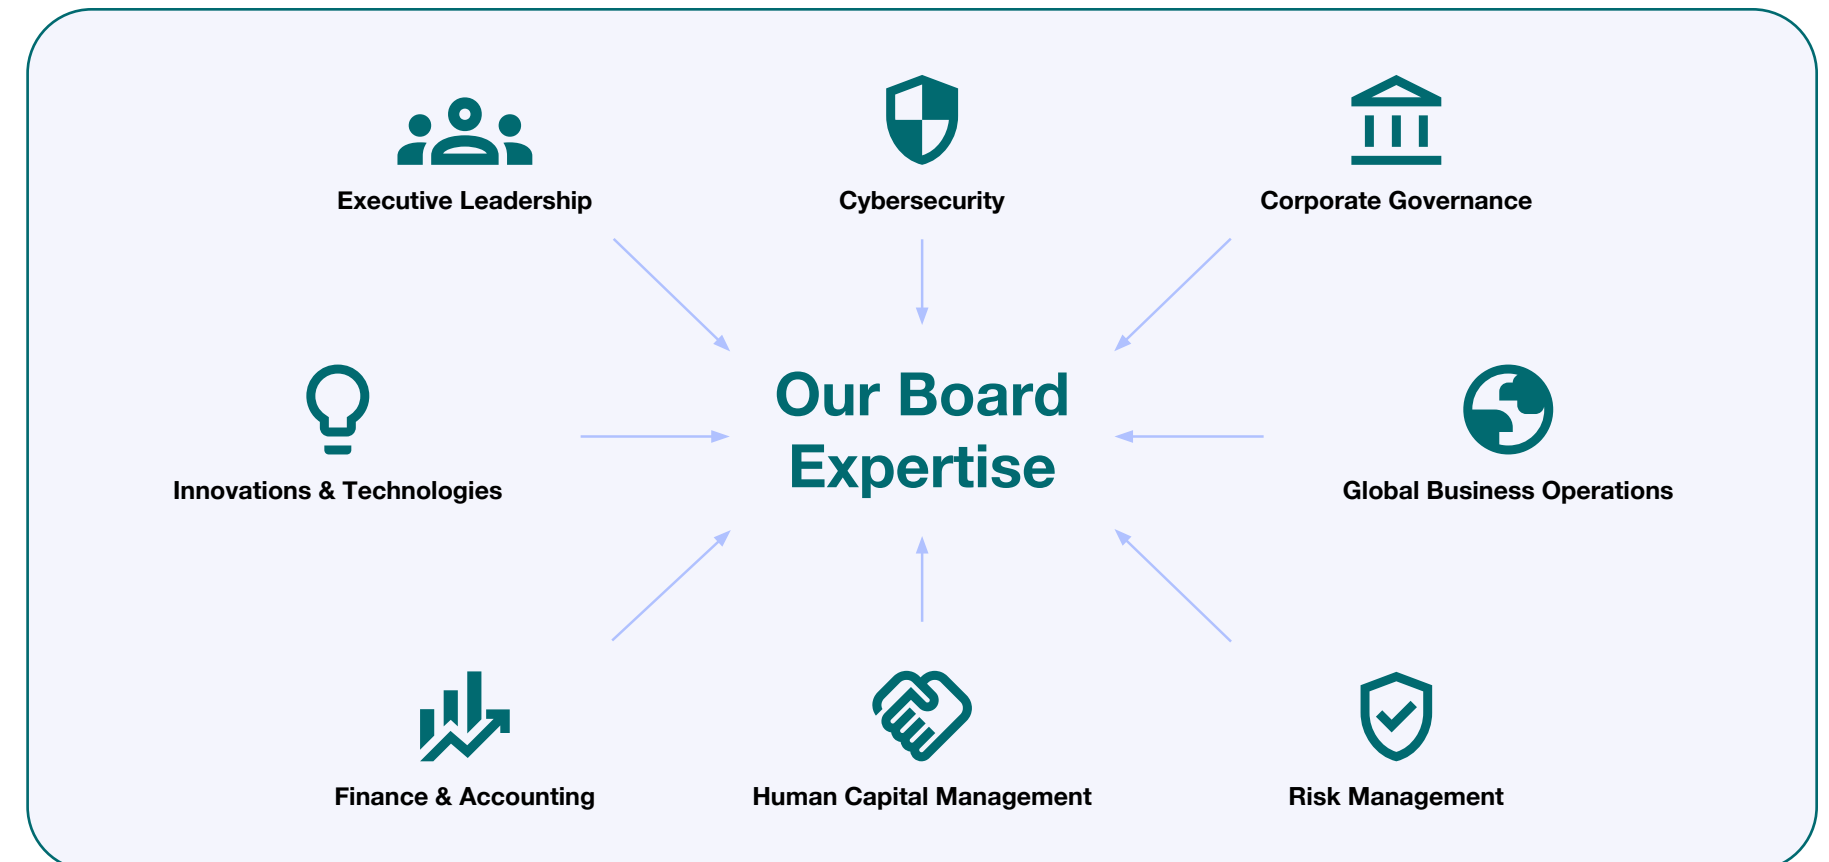 Executive Leadership
Cybersecurity
Corporate Governance
Our Board
Expertise
Innovations & Technologies
Global Business Operations
Finance & Accounting
Human Capital Management
Risk Management